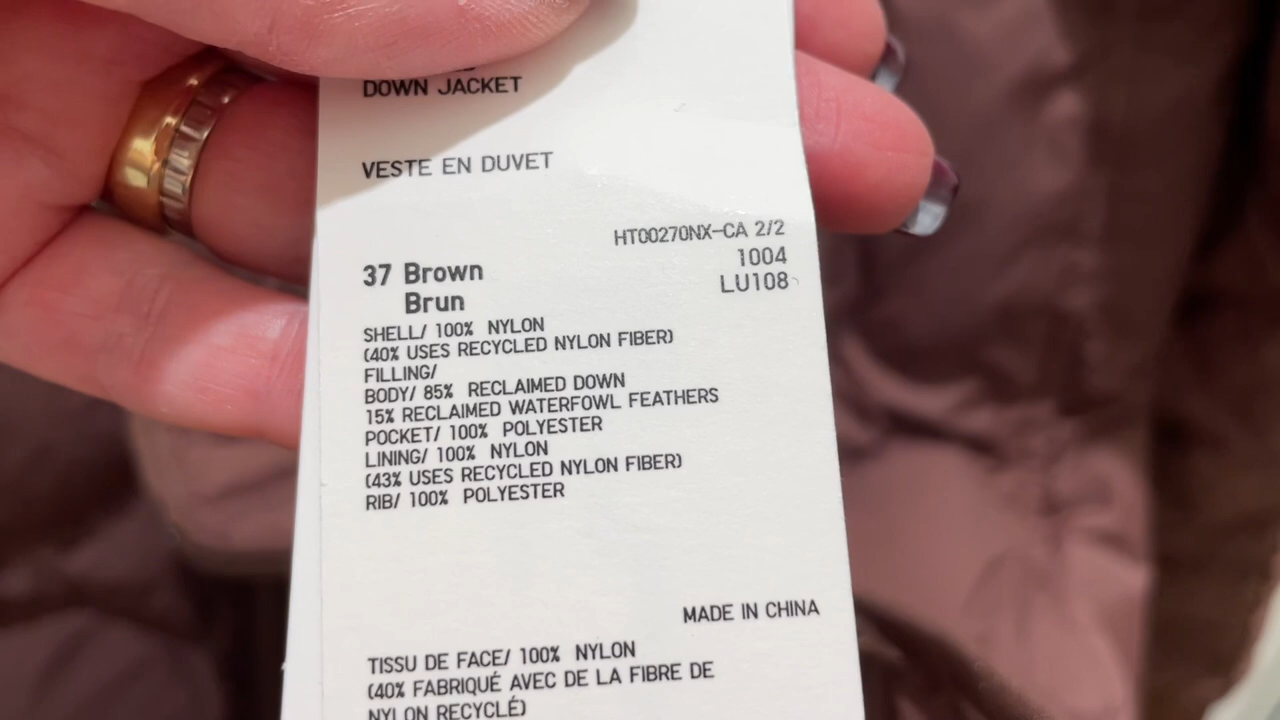 DOWN JACKET
VESTE EN DUVET
HT00270NX-CA 2/2
37 Brown 1004
Brun LU108
SHELL/ 100% NYLON
(40% USES RECYCLED NYLON FIBER)
FILLING/
BODY/ 85% RECLAIMED DOWN
15% RECLAIMED WATERFOWL FEATHERS
POCKET/ 100% POLYESTER
LINING/ 100% NYLON
(43% USES RECYCLED NYLON FIBER)
RIB/ 100% POLYESTER
MADE IN CHINA
TISSU DE FACE/ 100% NYLON
(40% FABRIQUÉ AVEC DE LA FIBRE DE
NYLON RECYCLÉ)